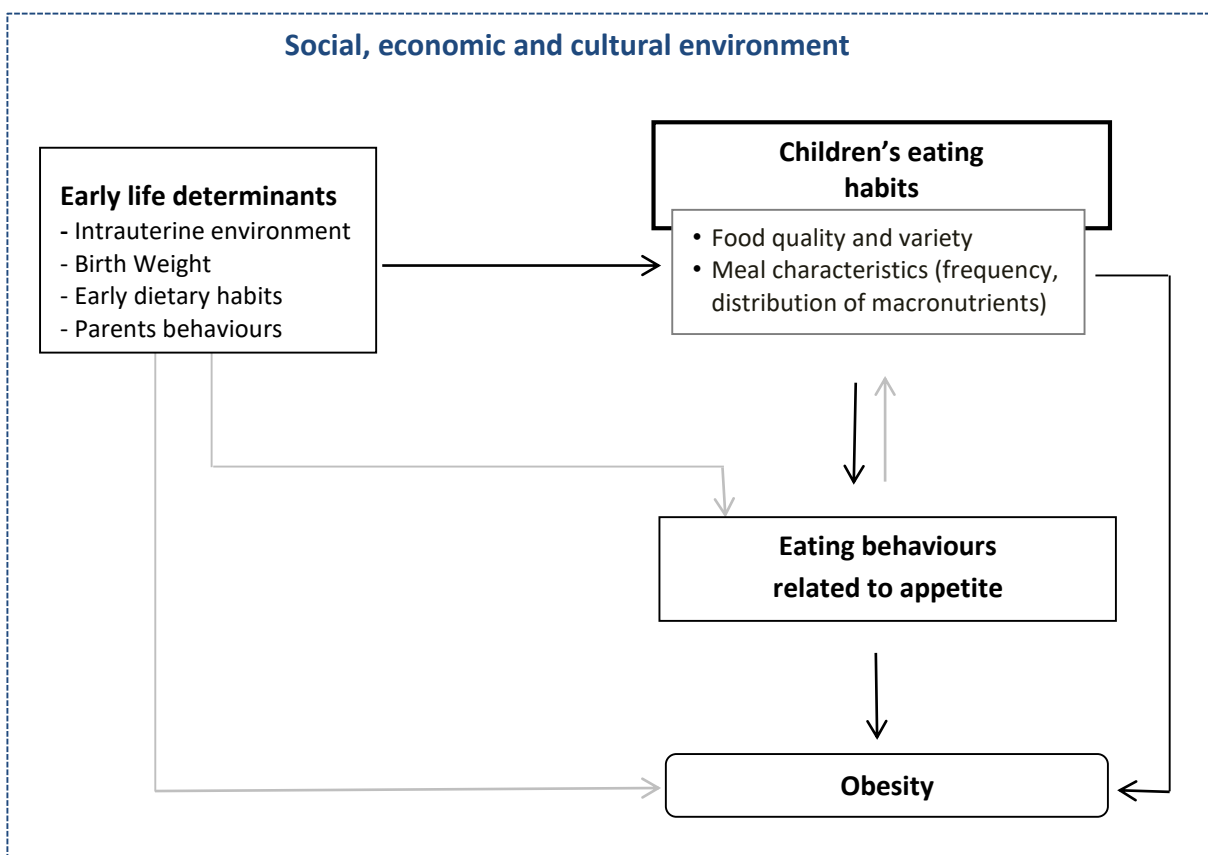 Social, economic and cultural environment
Early life determinants
- Intrauterine environment
- Birth Weight
- Early dietary habits
- Parents behaviours
Children’s eating
habits
• Food quality and variety
• Meal characteristics (frequency,
distribution of macronutrients)
Eating behaviours
related to appetite
Obesity